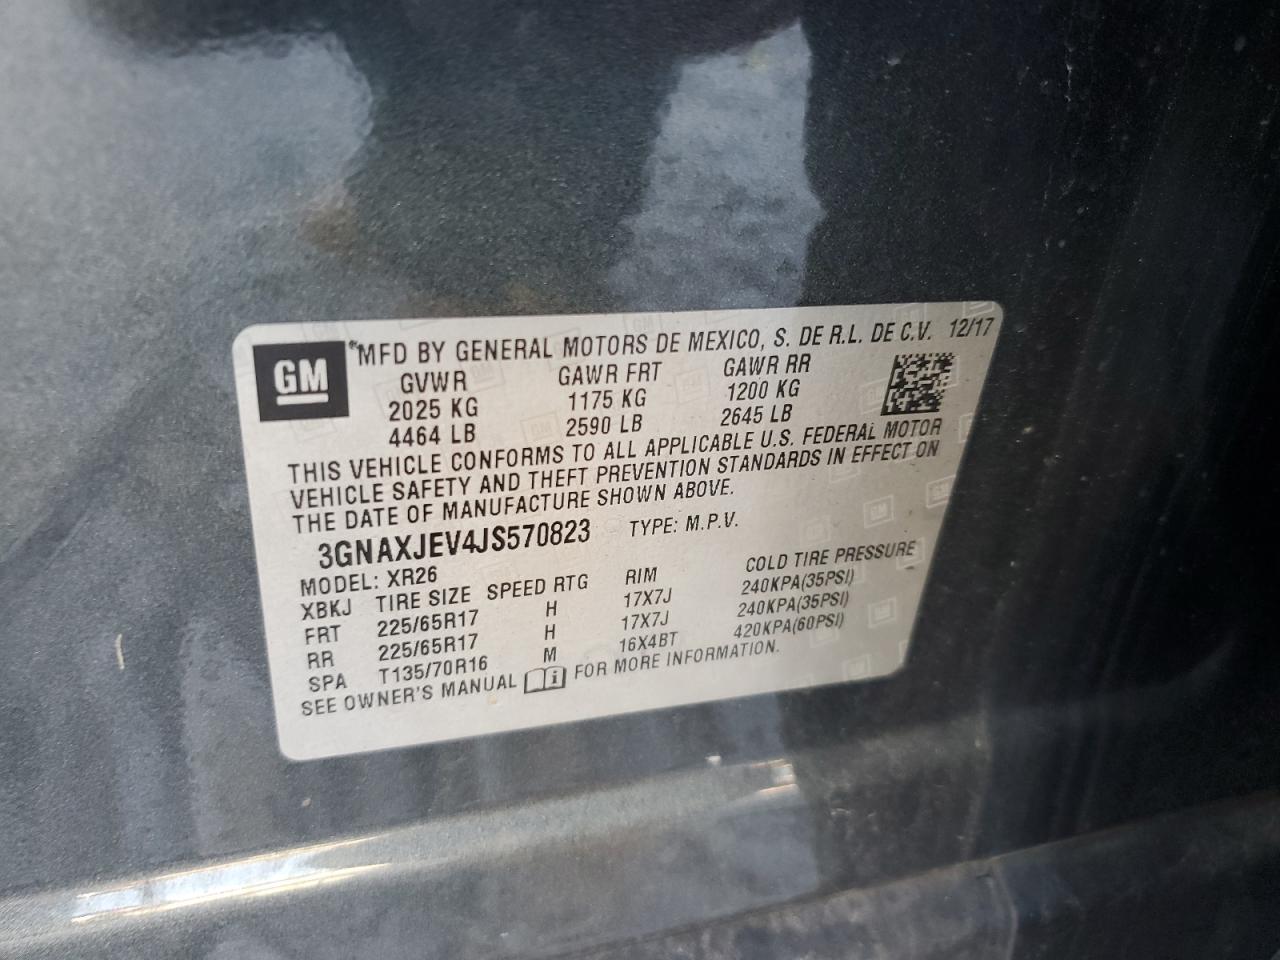 GM
*MFD BY GENERAL MOTORS DE MEXICO, S. DE R.L. DE C.V. 12/17
GVWR GAWR FRT GAWR RR
2025 KG 1175 KG 1200 KG
4464 LB 2590 LB 2645 LB
THIS VEHICLE CONFORMS TO ALL APPLICABLE U.S. FEDERAL MOTOR
VEHICLE SAFETY AND THEFT PREVENTION STANDARDS IN EFFECT ON
THE DATE OF MANUFACTURE SHOWN ABOVE.
3GNAXJEV4JS570823 TYPE: M.P.V.
MODEL: XR26
XBKJ TIRE SIZE SPEED RTG RIM COLD TIRE PRESSURE
FRT 225/65R17 H 17X7J 240KPA(35PSI)
RR 225/65R17 H 17X7J 240KPA(35PSI)
SPA T135/70R16 M 16X4BT 420KPA(60PSI)
SEE OWNER'S MANUAL i FOR MORE INFORMATION.